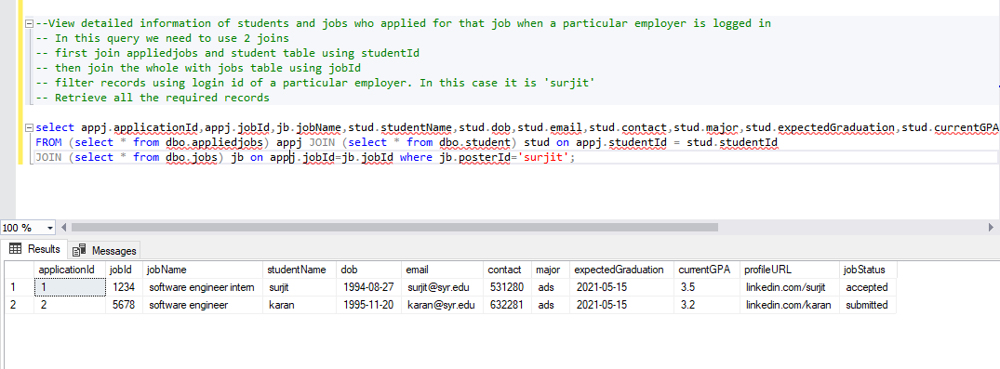 --View detailed information of students and jobs who applied for that job when a particular employer is logged in
-- In this query we need to use 2 joins
-- first join appliedjobs and student table using studentId
-- then join the whole with jobs table using jobId
-- filter records using login id of a particular employer. In this case it is 'surjit'
-- Retrieve all the required records
select appj.applicationId,appj.jobId,jb.jobName,stud.studentName,stud.dob,stud.email,stud.contact,stud.major,stud.expectedGraduation,stud.currentGPA
FROM (select * from dbo.appliedjobs) appj JOIN (select * from dbo.student) stud on appj.studentId = stud.studentId
JOIN (select * from dbo.jobs) jb on appj.jobId=jb.jobId where jb.posterId='surjit';
100 %
Results Messages
applicationId jobId jobName studentName dob email contact major expectedGraduation currentGPA profileURL jobStatus
1 1 1234 software engineer intern surjit 1994-08-27 surjit@syr.edu 531280 ads 2021-05-15 3.5 linkedin.com/surjit accepted
2 2 5678 software engineer karan 1995-11-20 karan@syr.edu 632281 ads 2021-05-15 3.2 linkedin.com/karan submitted